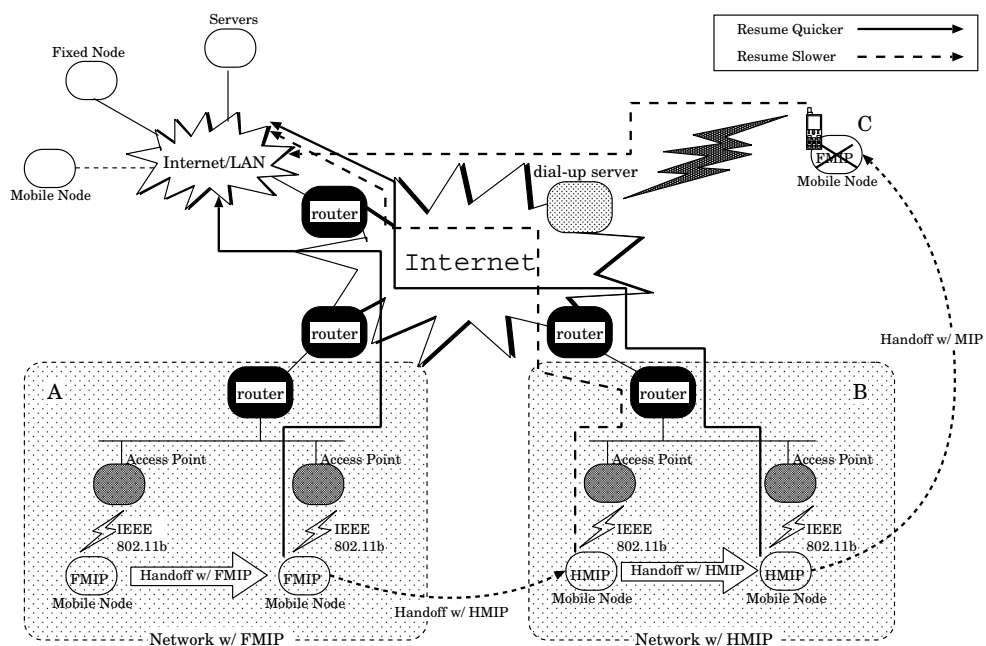 Servers
Resume Quicker
Fixed Node
Resume Slower
C
Internet/LAN
FMIP
dial-up server
Mobile Node
Mobile Node
router
Internet
router
router
Handoff w/ MIP
A
router
router
B
Access Point
Access Point
Access Point
Access Point
IEEE
802.11b
IEEE
802.11b
IEEE
802.11b
IEEE
802.11b
FMIP
Handoff w/ FMIP
FMIP
HMIP
Handoff w/ HMIP
HMIP
Mobile Node
Mobile Node
Mobile Node
Mobile Node
Handoff w/ HMIP
Network w/ FMIP
Network w/ HMIP